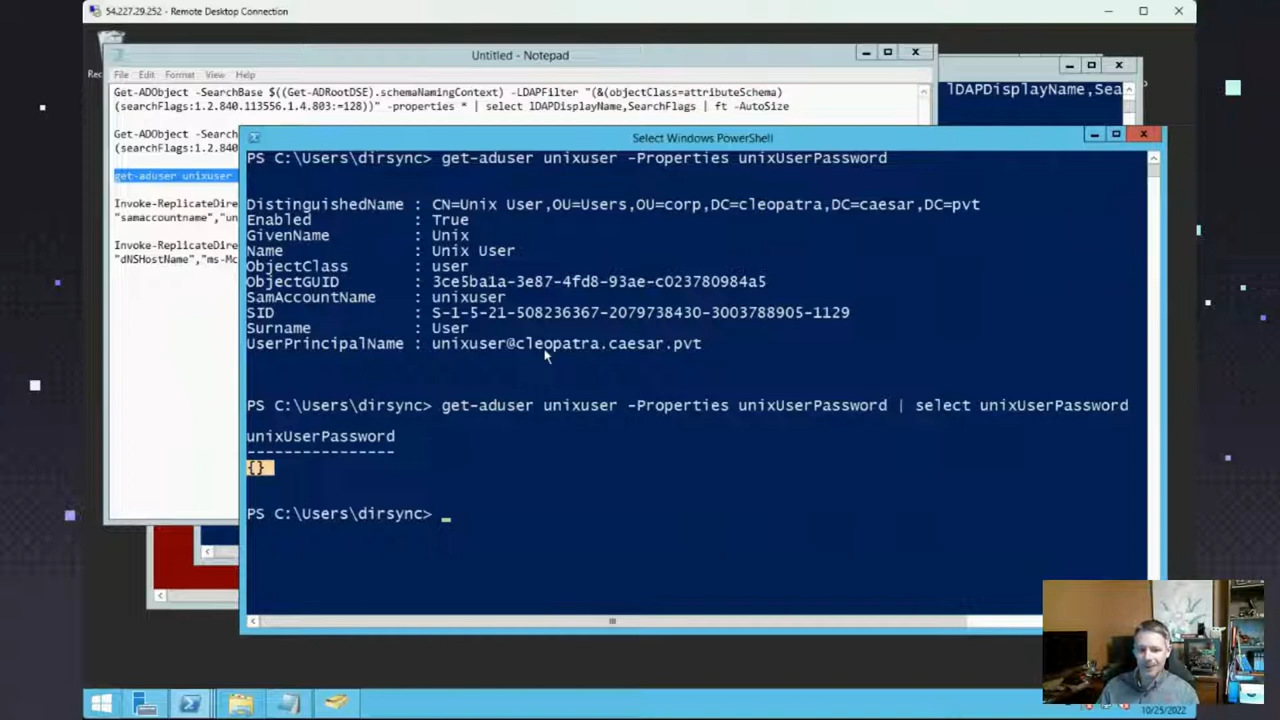 54.227.29.252 - Remote Desktop Connection
Untitled - Notepad
File Edit Format View Help
Get-ADObject -SearchBase $((Get-ADRootDSE).schemaNamingContext) -LDAPFilter "(&(objectClass=attributeSchema)
(searchFlags:1.2.840.113556.1.4.803:=128))" -properties * | select lDAPDisplayName,SearchFlags | ft -AutoSize
lDAPDisplayName,Sea
Get-ADObject -Search
(searchFlags:1.2.840
get-aduser unixuser
Invoke-ReplicateDire
"samaccountname","un
Invoke-ReplicateDire
"dNSHostName","ms-Mc
Select Windows PowerShell
PS C:\Users\dirsync> get-aduser unixuser -Properties unixUserPassword
DistinguishedName : CN=Unix User,OU=Users,OU=corp,DC=cleopatra,DC=caesar,DC=pvt
Enabled : True
GivenName : Unix
Name : Unix User
ObjectClass : user
ObjectGUID : 3ce5ba1a-3e87-4fd8-93ae-c023780984a5
SamAccountName : unixuser
SID : S-1-5-21-508236367-2079738430-3003788905-1129
Surname : User
UserPrincipalName : unixuser@cleopatra.caesar.pvt
PS C:\Users\dirsync> get-aduser unixuser -Properties unixUserPassword | select unixUserPassword
unixUserPassword
----------------
{}
PS C:\Users\dirsync>
10/25/2022